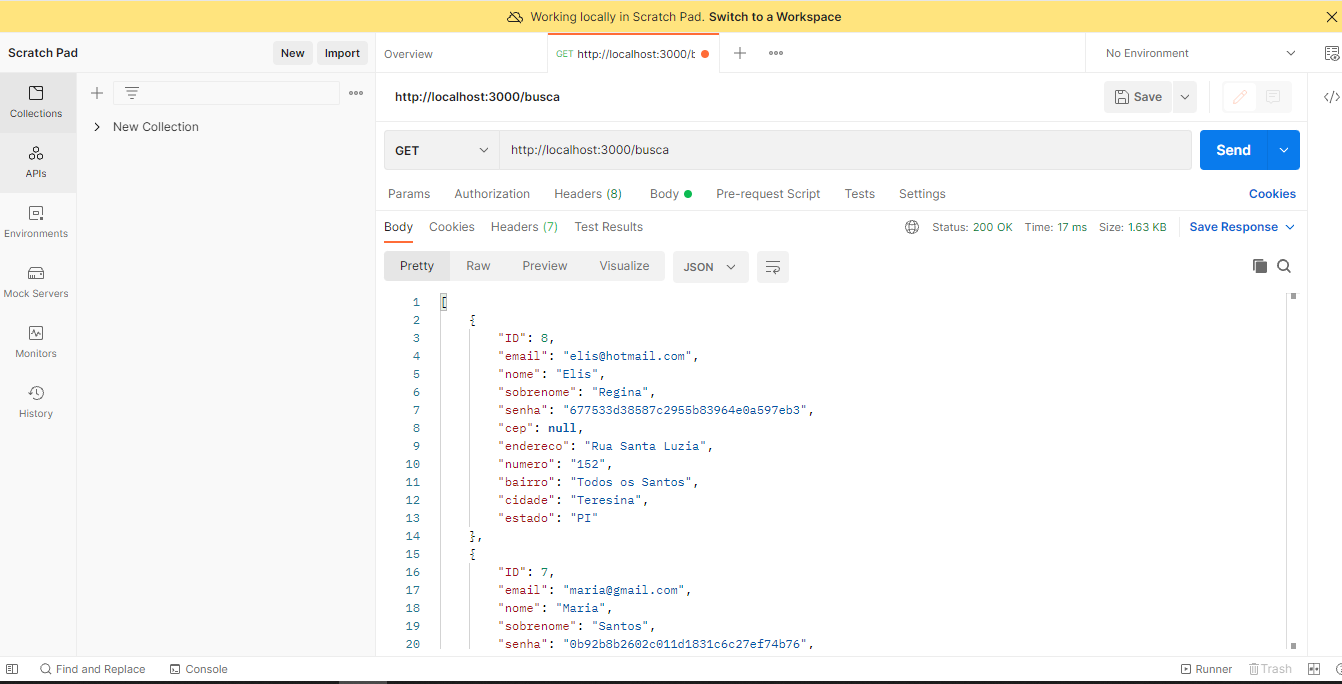 Working locally in Scratch Pad. Switch to a Workspace
Scratch Pad
New
Import
Overview
GET http://localhost:3000/b
No Environment
Collections
APIs
Environments
Mock Servers
Monitors
History
New Collection
http://localhost:3000/busca
Save
GET
http://localhost:3000/busca
Send
Params
Authorization
Headers (8)
Body
Pre-request Script
Tests
Settings
Cookies
Body
Cookies
Headers (7)
Test Results
Status: 200 OK
Time: 17 ms
Size: 1.63 KB
Save Response
Pretty
Raw
Preview
Visualize
JSON
1 [
2 {
3 "ID": 8,
4 "email": "elis@hotmail.com",
5 "nome": "Elis",
6 "sobrenome": "Regina",
7 "senha": "677533d38587c2955b83964e0a597eb3",
8 "cep": null,
9 "endereco": "Rua Santa Luzia",
10 "numero": "152",
11 "bairro": "Todos os Santos",
12 "cidade": "Teresina",
13 "estado": "PI"
14 },
15 {
16 "ID": 7,
17 "email": "maria@gmail.com",
18 "nome": "Maria",
19 "sobrenome": "Santos",
20 "senha": "0b92b8b2602c011d1831c6c27ef74b76",
Find and Replace
Console
Runner
Trash